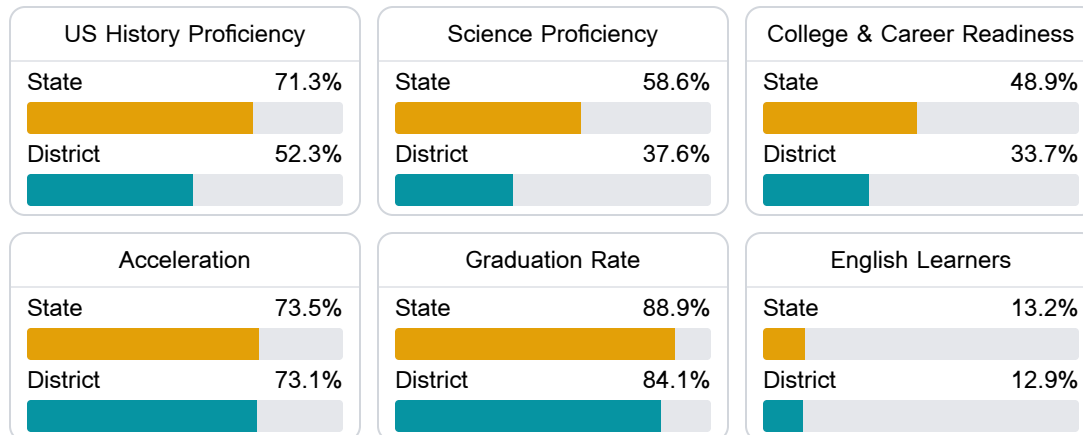 US History Proficiency
State 71.3%
District 52.3%
Science Proficiency
State 58.6%
District 37.6%
College & Career Readiness
State 48.9%
District 33.7%
Acceleration
State 73.5%
District 73.1%
Graduation Rate
State 88.9%
District 84.1%
English Learners
State 13.2%
District 12.9%